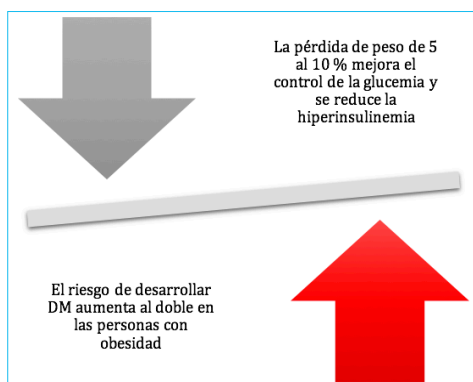 La pérdida de peso de 5
al 10 % mejora el
control de la glucemia y
se reduce la
hiperinsulinemia
El riesgo de desarrollar
DM aumenta al doble en
las personas con
obesidad